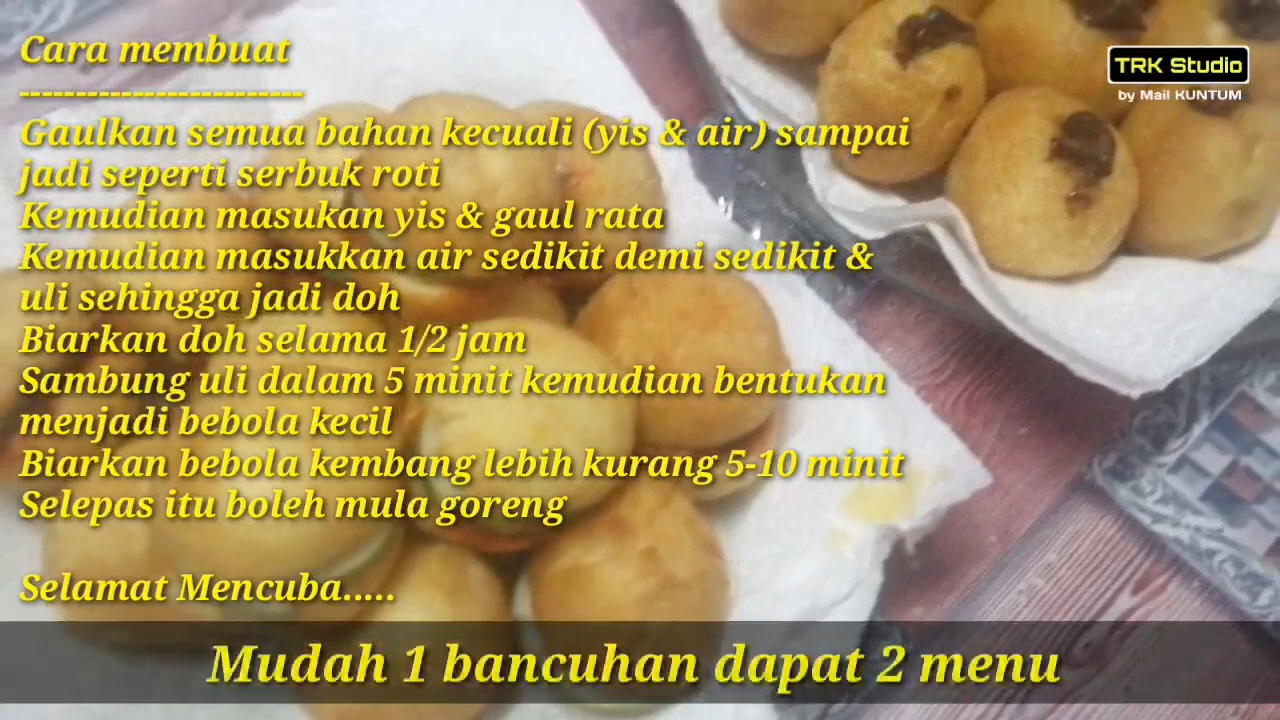 Cara membuat
--------------------------
Gaulkan semua bahan kecuali (yis & air) sampai
jadi seperti serbuk roti
Kemudian masukan yis & gaul rata
Kemudian masukkan air sedikit demi sedikit &
uli sehingga jadi doh
Biarkan doh selama 1/2 jam
Sambung uli dalam 5 minit kemudian bentukan
menjadi bebola kecil
Biarkan bebola kembang lebih kurang 5-10 minit
Selepas itu boleh mula goreng
Selamat Mencuba.....
Mudah 1 bancuhan dapat 2 menu
TRK Studio
by Mail KUNTUM